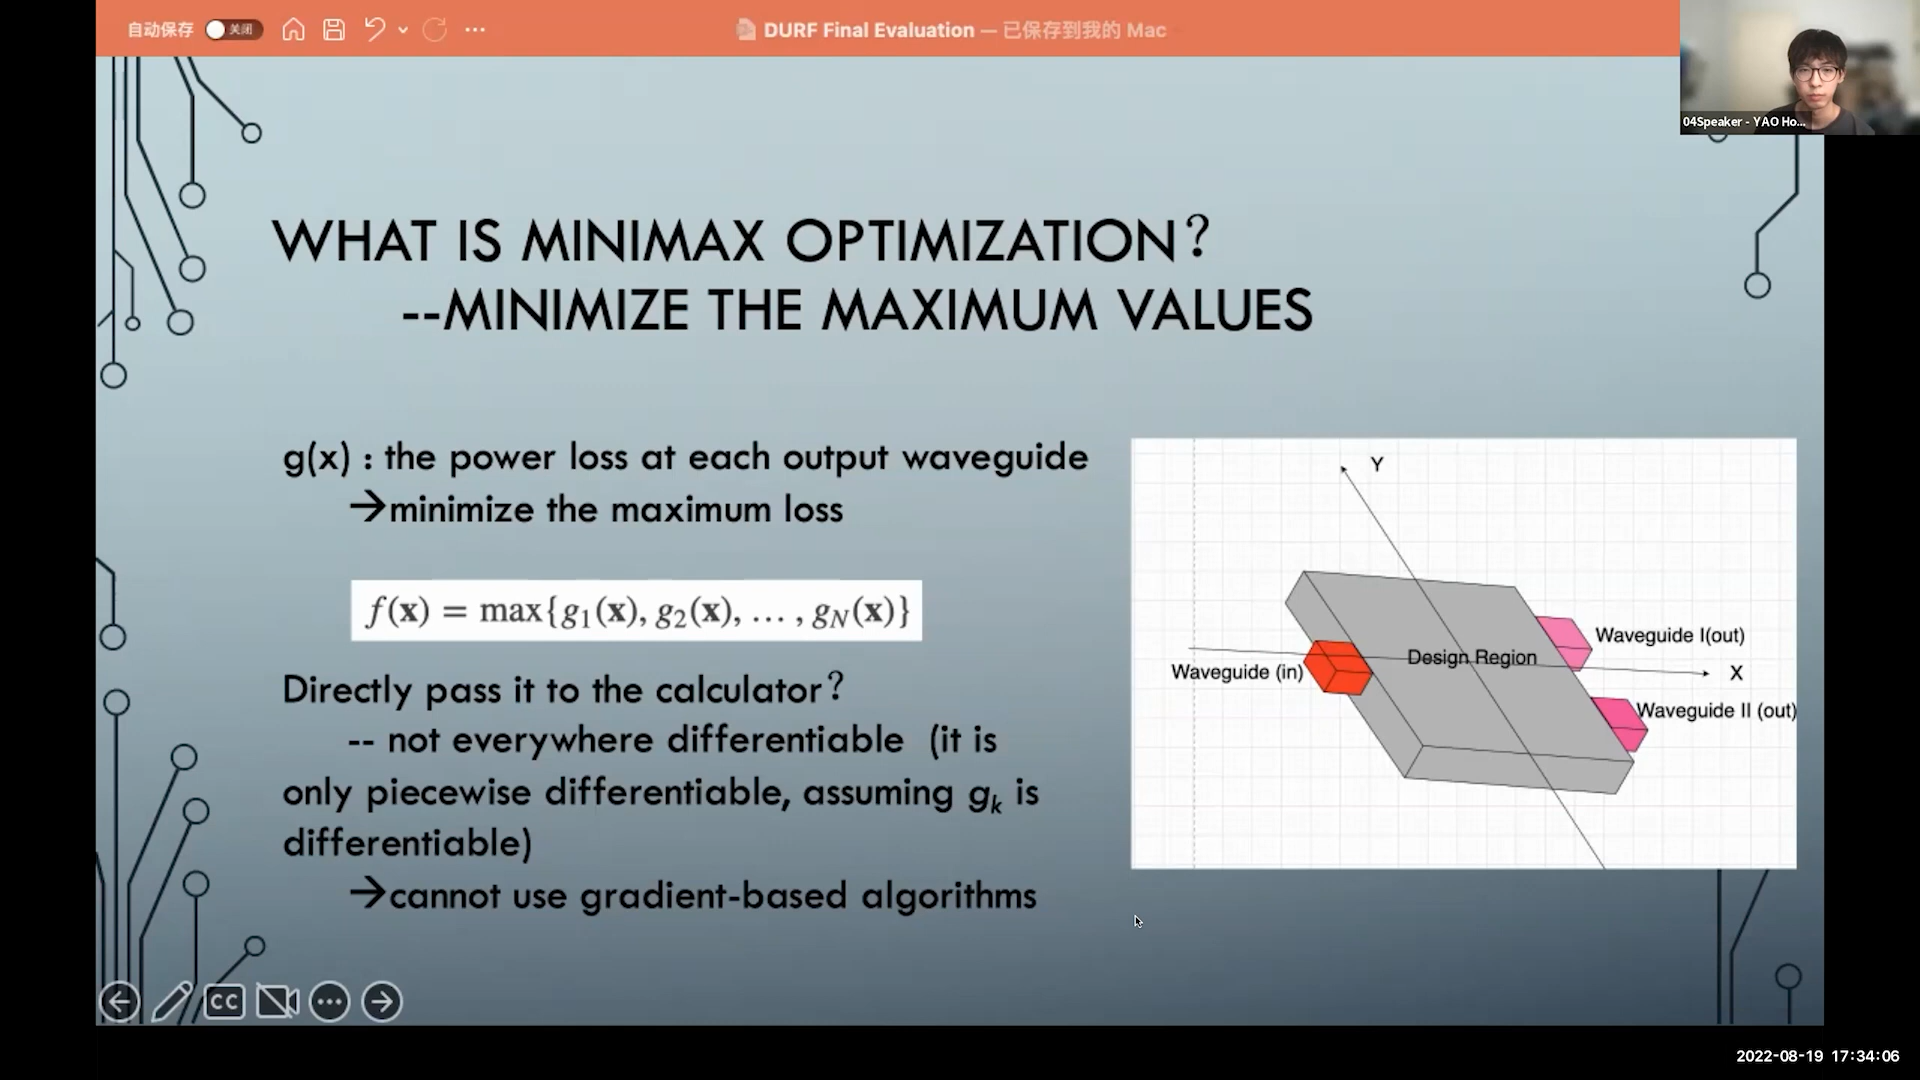 自动保存 关闭
DURF Final Evaluation — 已保存到我的 Mac
04Speaker - YAO Ho...
WHAT IS MINIMAX OPTIMIZATION?
--MINIMIZE THE MAXIMUM VALUES
g(x) : the power loss at each output waveguide
→minimize the maximum loss
f(x) = max{g₁(x), g₂(x), … , g_N(x)}
Directly pass it to the calculator?
-- not everywhere differentiable (it is
only piecewise differentiable, assuming gₖ is
differentiable)
→cannot use gradient-based algorithms
Y
Waveguide I(out)
Design Region
Waveguide (in)
X
Waveguide II (out)
CC
2022-08-19 17:34:06